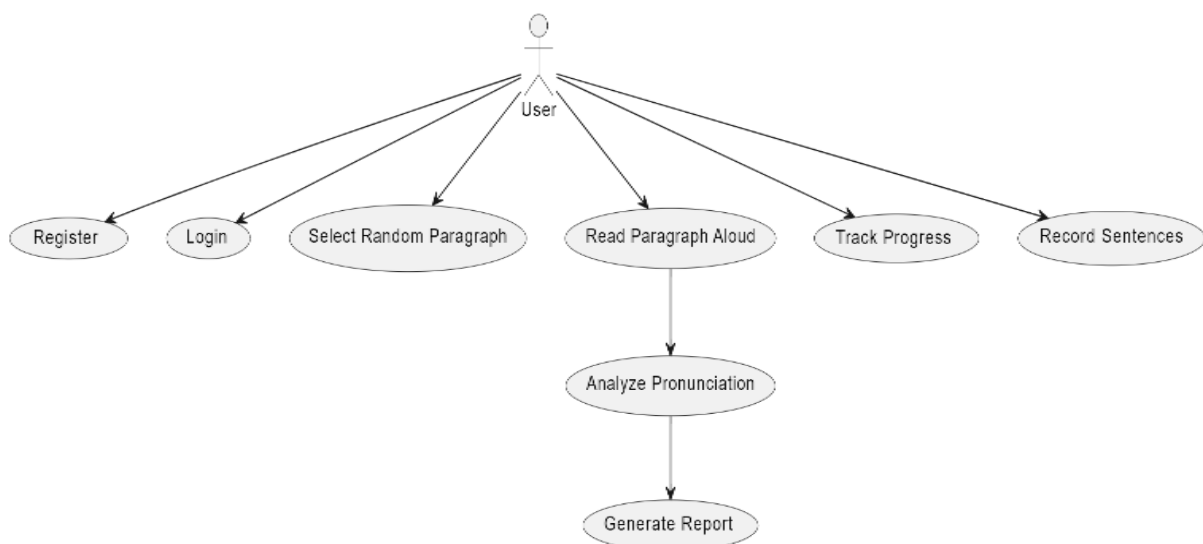 User
Register
Login
Select Random Paragraph
Read Paragraph Aloud
Track Progress
Record Sentences
Analyze Pronunciation
Generate Report